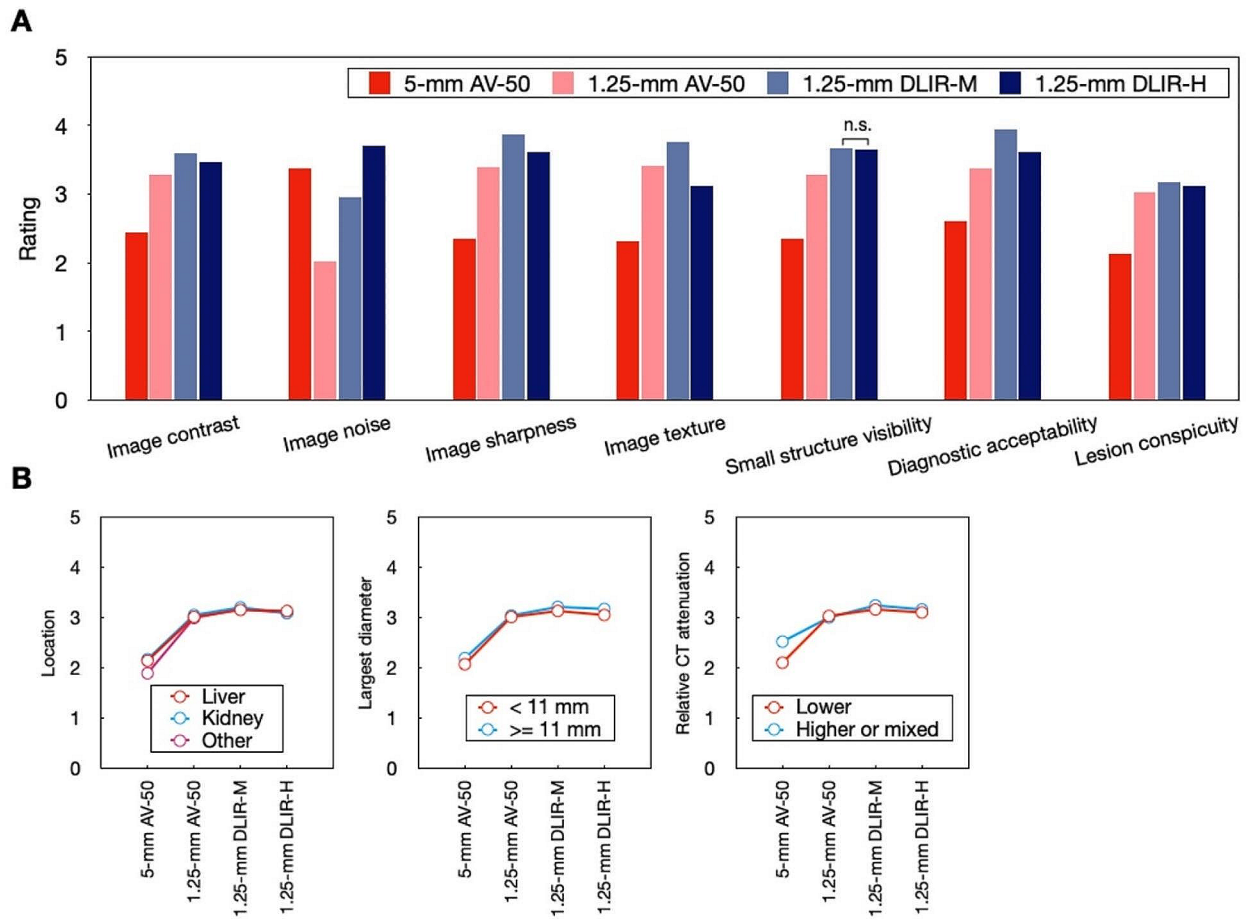 A
5
4
3
2
1
0
Rating
5-mm AV-50 1.25-mm AV-50 1.25-mm DLIR-M 1.25-mm DLIR-H
n.s.
Image contrast
Image noise
Image sharpness
Image texture
Small structure visibility
Diagnostic acceptability
Lesion conspicuity
B
5
4
3
2
1
0
Location
Liver
Kidney
Other
5-mm AV-50
1.25-mm AV-50
1.25-mm DLIR-M
1.25-mm DLIR-H
5
4
3
2
1
0
Largest diameter
< 11 mm
>= 11 mm
5-mm AV-50
1.25-mm AV-50
1.25-mm DLIR-M
1.25-mm DLIR-H
5
4
3
2
1
0
Relative CT attenuation
Lower
Higher or mixed
5-mm AV-50
1.25-mm AV-50
1.25-mm DLIR-M
1.25-mm DLIR-H